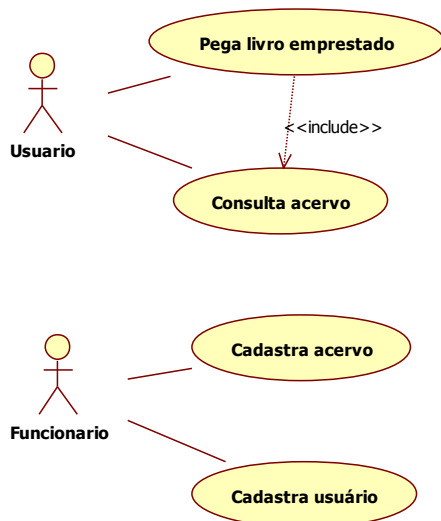 Pega livro emprestado
<<include>>
Usuario
Consulta acervo
Cadastra acervo
Funcionario
Cadastra usuário